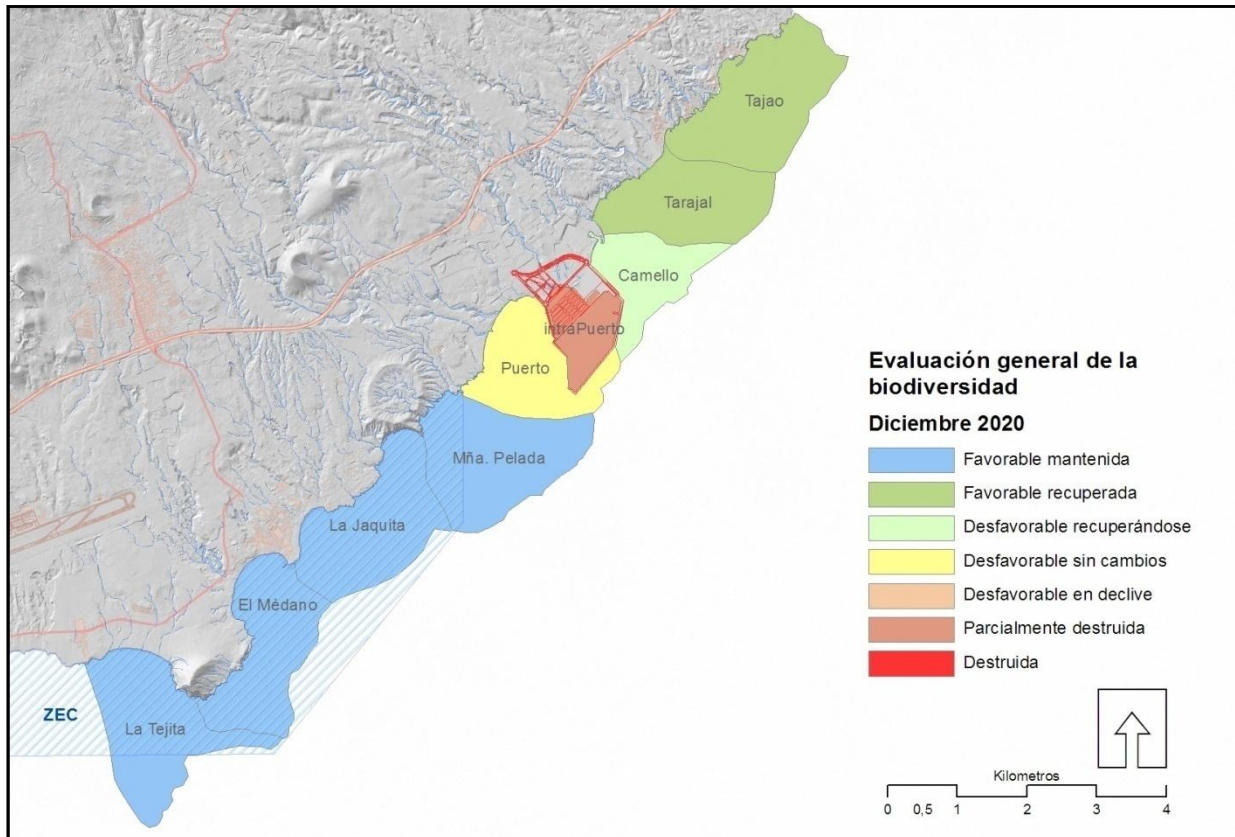 Tajao
Tarajal
Camello
intraPuerto
Puerto
Mña. Pelada
La Jaquita
El Médano
La Tejita
ZEC
Evaluación general de la
biodiversidad
Diciembre 2020
Favorable mantenida
Favorable recuperada
Desfavorable recuperándose
Desfavorable sin cambios
Desfavorable en declive
Parcialmente destruida
Destruida
Kilometros
0 0,5 1 2 3 4